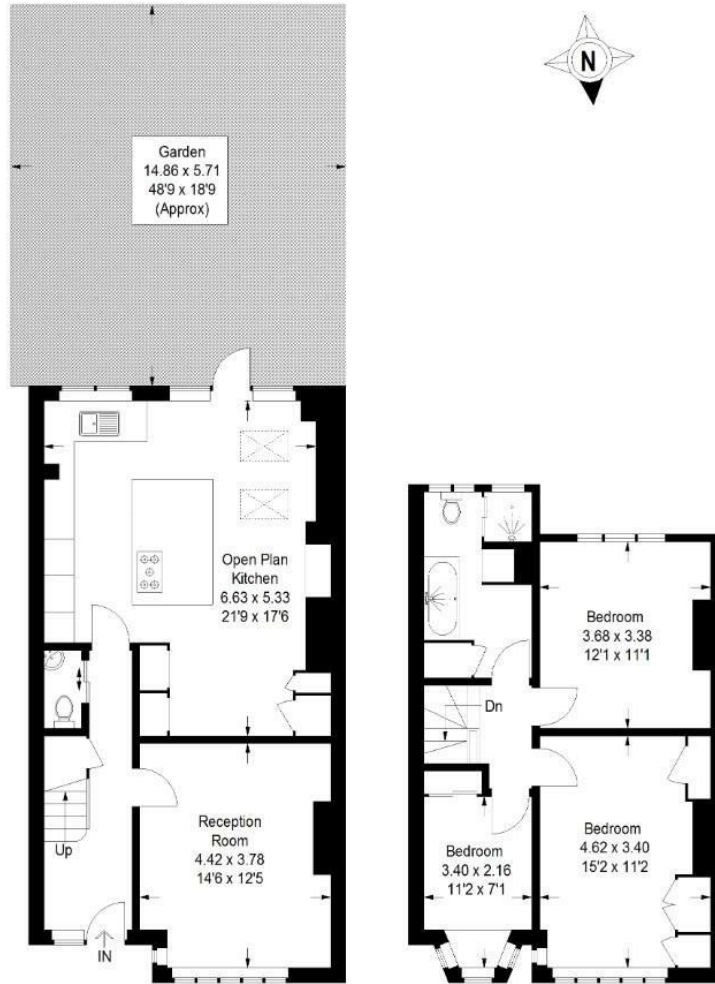 N
Garden
14.86 x 5.71
48'9 x 18'9
(Approx)
Open Plan
Kitchen
6.63 x 5.33
21'9 x 17'6
Up
Reception
Room
4.42 x 3.78
14'6 x 12'5
IN
Bedroom
3.68 x 3.38
12'1 x 11'1
Dn
Bedroom
3.40 x 2.16
11'2 x 7'1
Bedroom
4.62 x 3.40
15'2 x 11'2